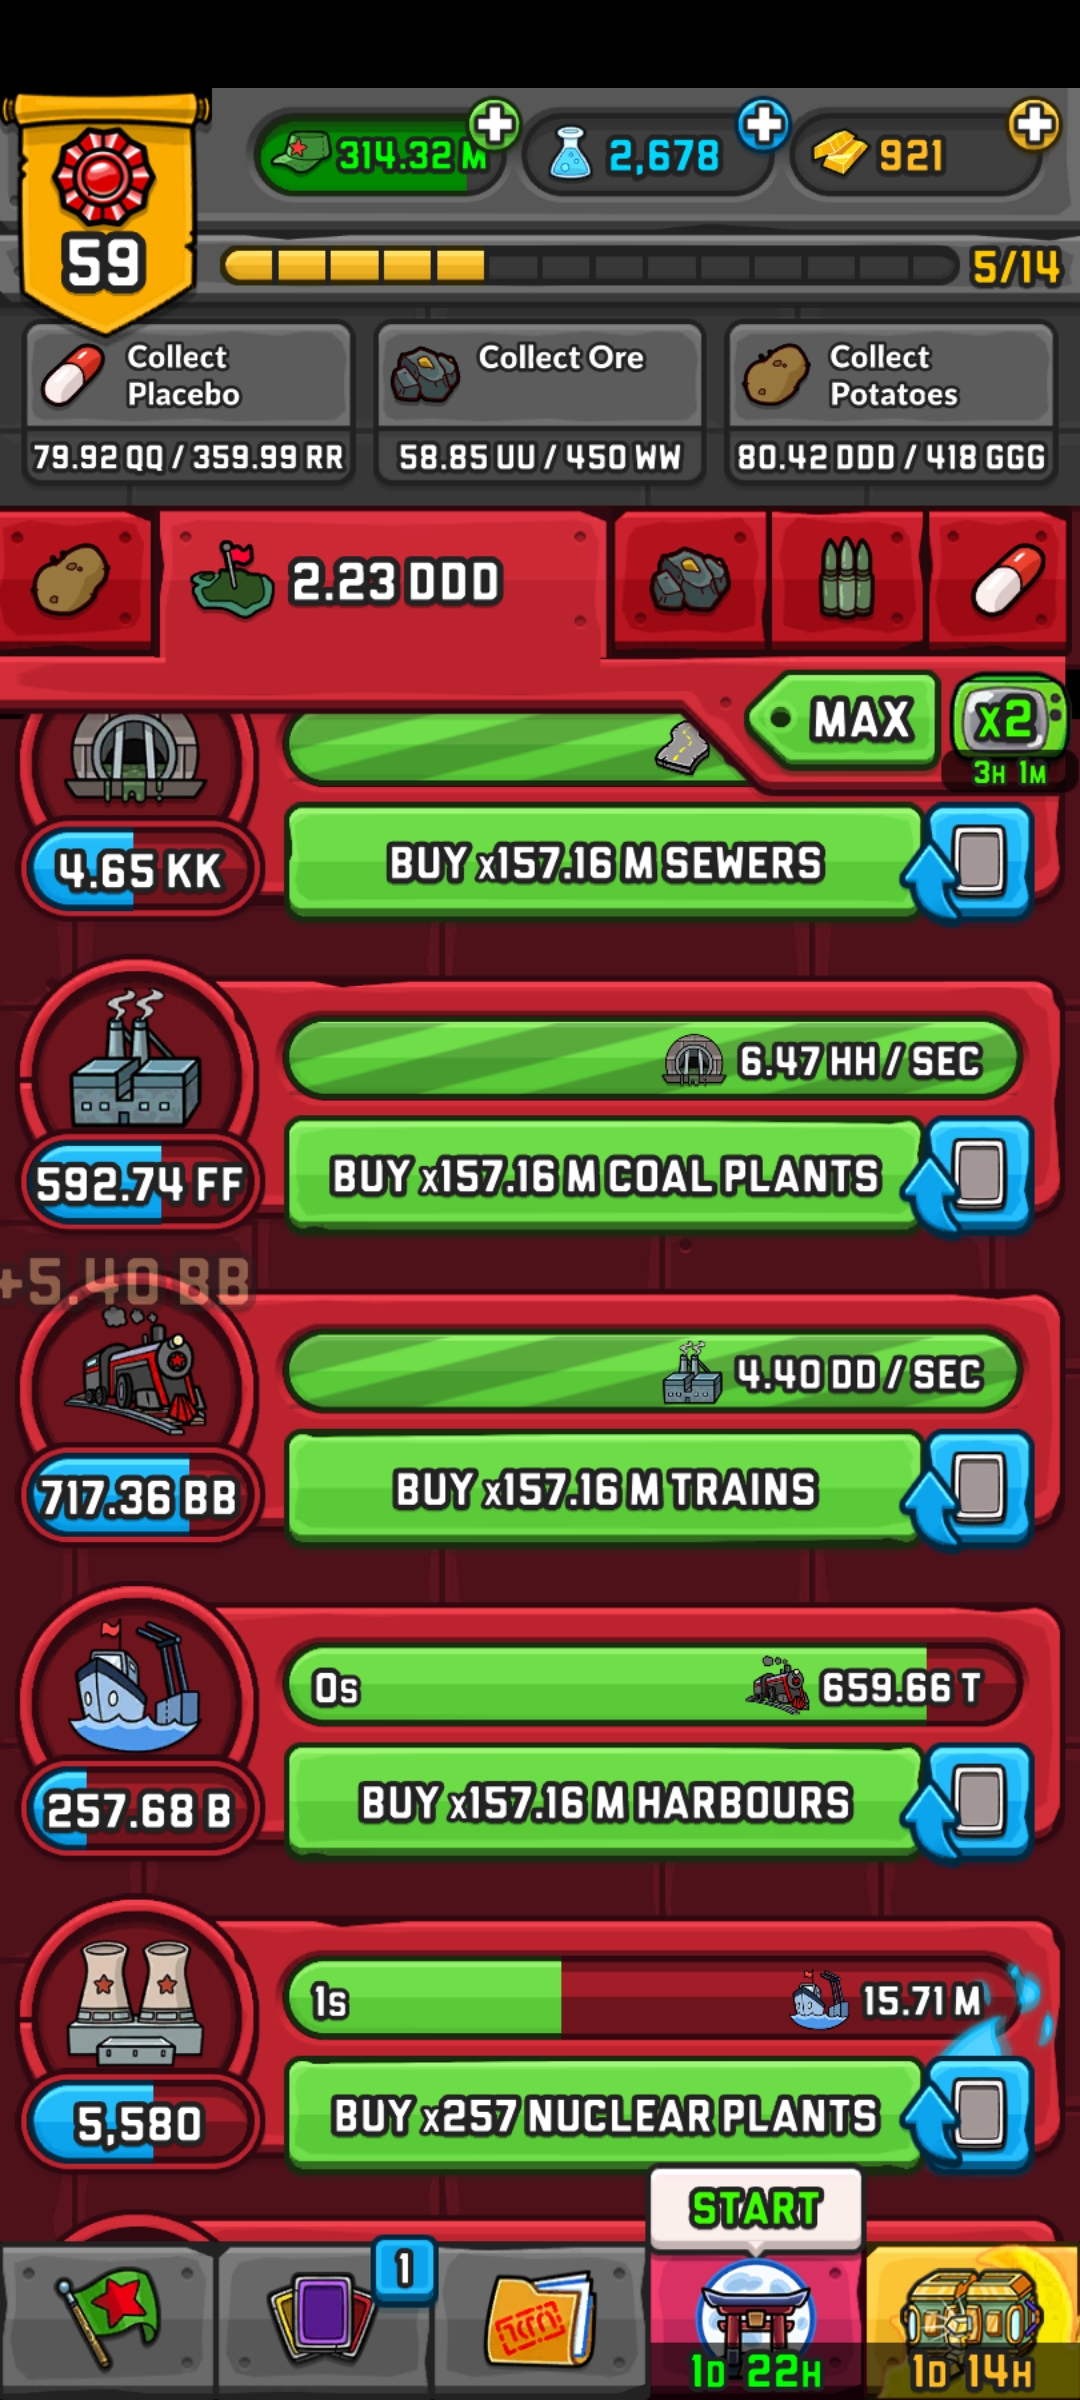 314.32 M
2,678
921
59
5/14
Collect
Placebo
79.92 QQ / 359.99 RR
Collect Ore
58.85 UU / 450 WW
Collect
Potatoes
80.42 DDD / 418 GGG
2.23 DDD
MAX
x2
3H 1M
4.65 KK
BUY x157.16 M SEWERS
6.47 HH / SEC
592.74 FF
BUY x157.16 M COAL PLANTS
+5.40 BB
4.40 DD / SEC
717.36 BB
BUY x157.16 M TRAINS
0s
659.66 T
257.68 B
BUY x157.16 M HARBOURS
1s
15.71 M
5,580
BUY x257 NUCLEAR PLANTS
START
1
1D 22H
1D 14H